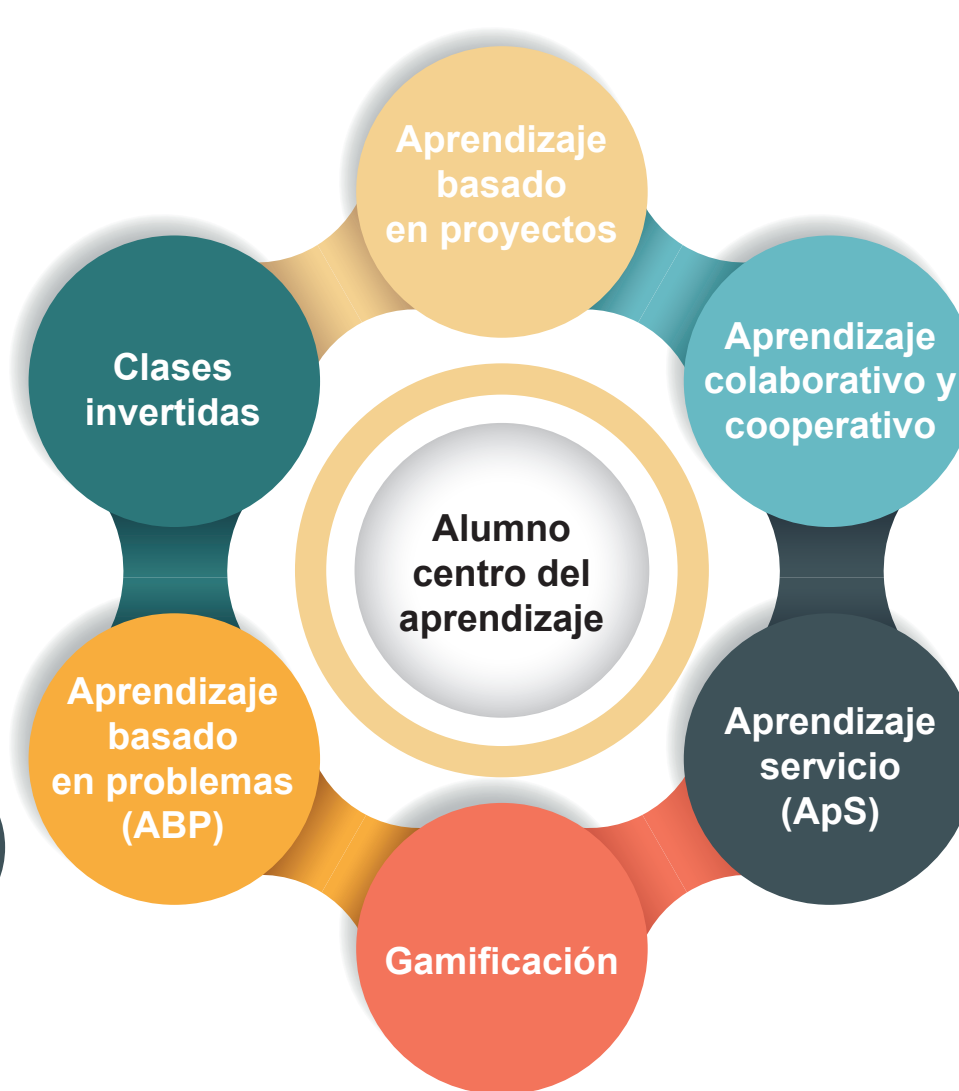 Aprendizaje
basado
en proyectos
Aprendizaje
colaborativo y
cooperativo
Aprendizaje
servicio
(ApS)
Gamificación
Aprendizaje
basado
en problemas
(ABP)
Clases
invertidas
Alumno
centro del
aprendizaje